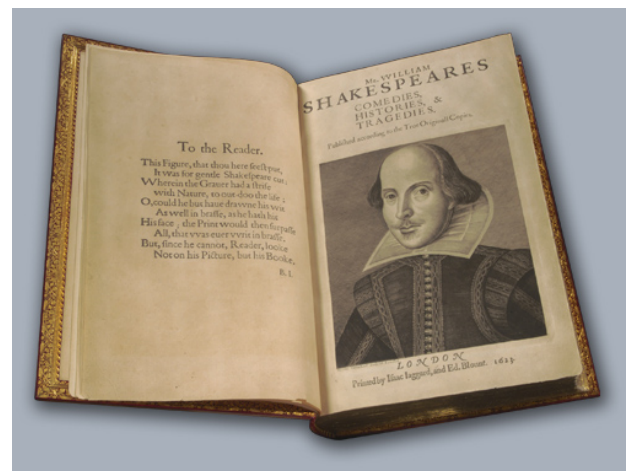 To the Reader.
This Figure, that thou here seest put,
It was for gentle Shakespeare cut;
Wherein the Grauer had a strife
with Nature, to out-doo the life:
O, could he but haue drawne his wit
As well in brasse, as he hath hit
His face; the Print would then surpasse
All, that vvas euer vvrit in brasse.
But, since he cannot, Reader, looke
Not on his Picture, but his Booke.
B. I.
Mr. WILLIAM
SHAKESPEARES
COMEDIES,
HISTORIES, &
TRAGEDIES.
Published according to the True Originall Copies.
LONDON
Printed by Isaac Iaggard, and Ed. Blount. 1623.